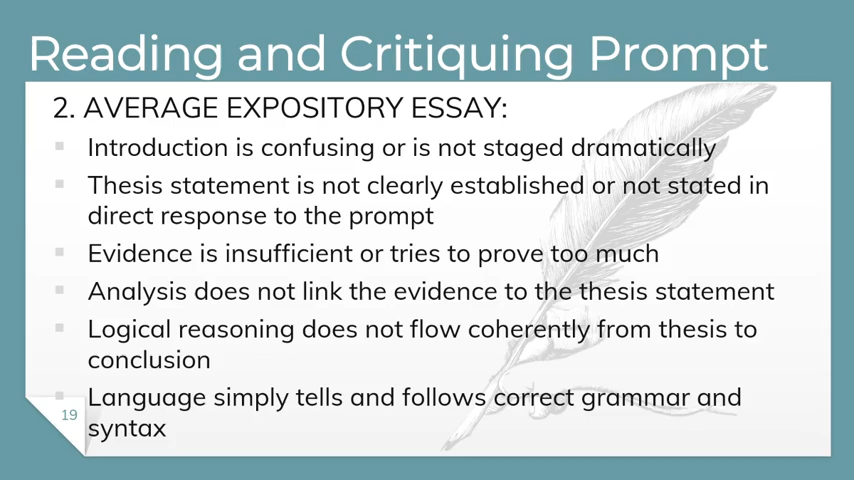 Reading and Critiquing Prompt
2. AVERAGE EXPOSITORY ESSAY:
Introduction is confusing or is not staged dramatically
Thesis statement is not clearly established or not stated in
direct response to the prompt
Evidence is insufficient or tries to prove too much
Analysis does not link the evidence to the thesis statement
Logical reasoning does not flow coherently from thesis to
conclusion
Language simply tells and follows correct grammar and
syntax
19